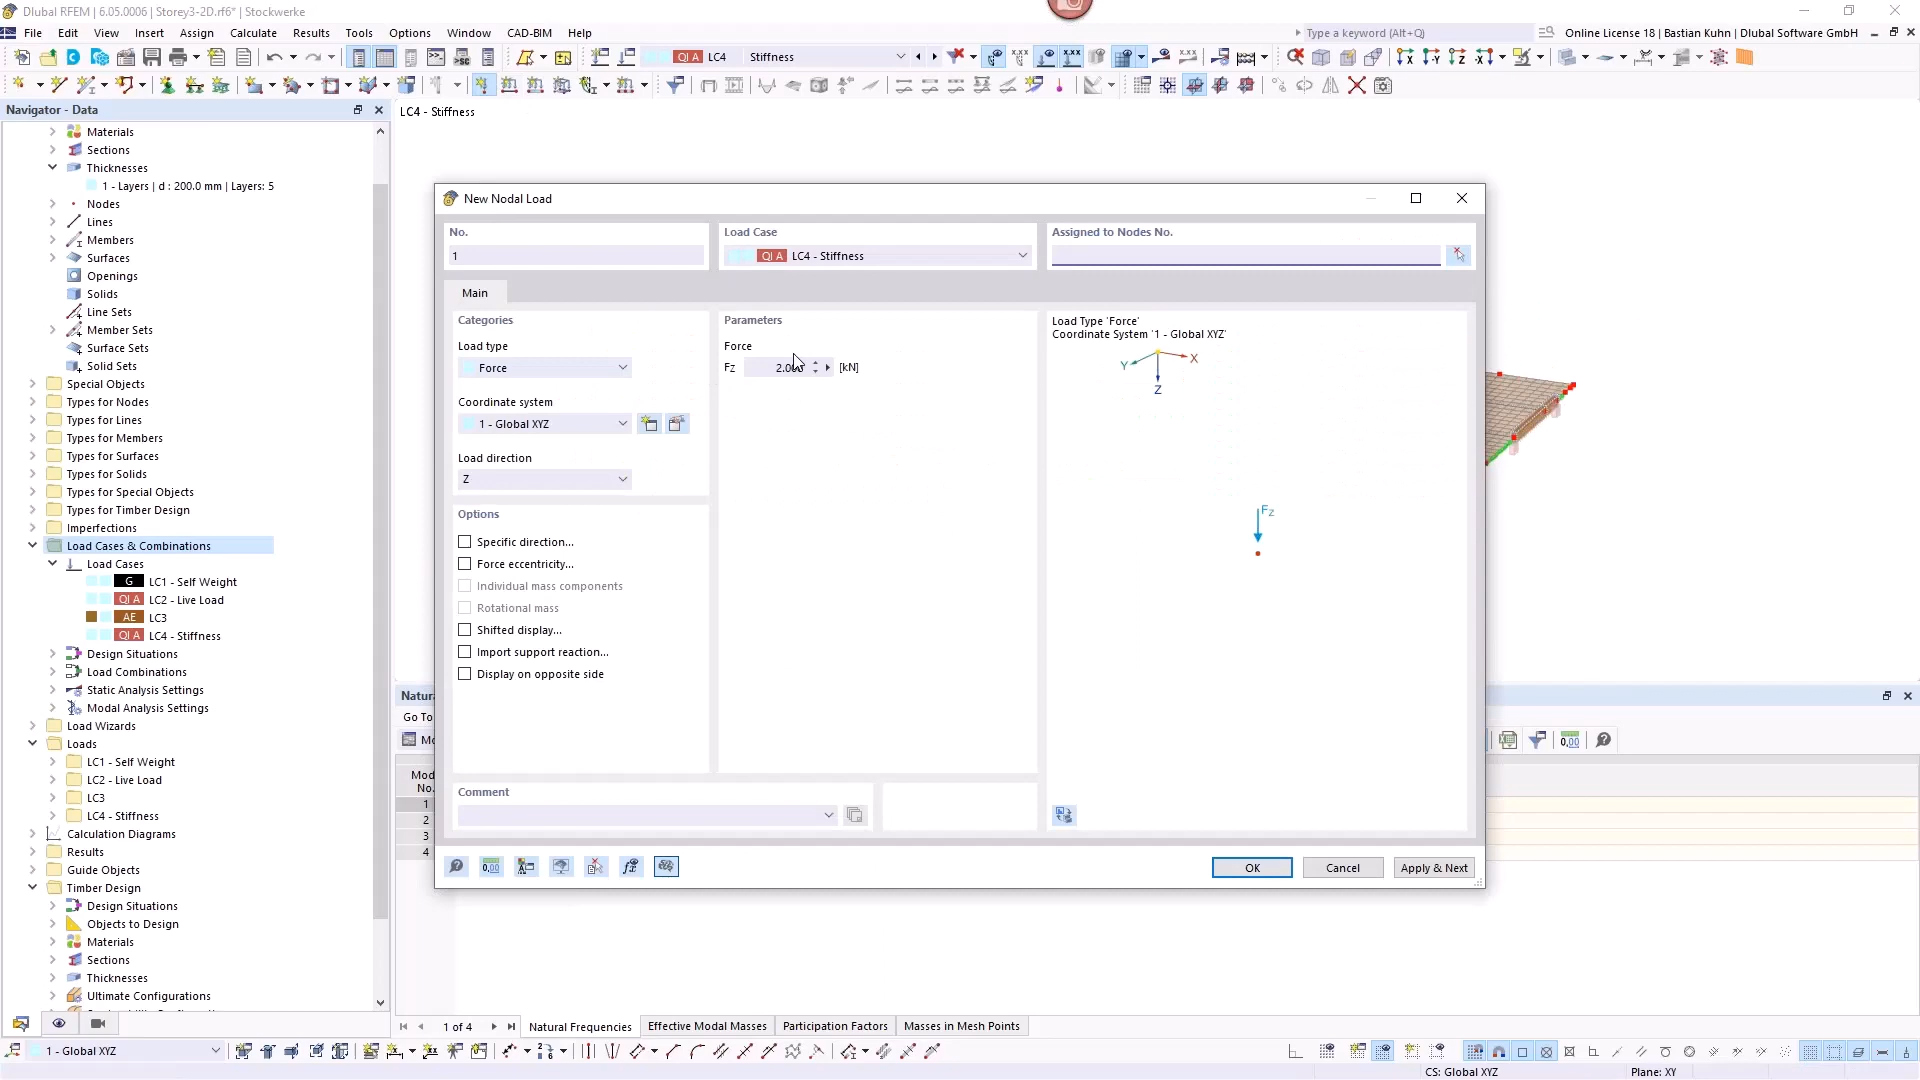 Dlubal RFEM | 6.05.0006 | Storey3-2D.rf6* | Stockwerke
File Edit View Insert Assign Calculate Results Tools Options Window CAD-BIM Help
Type a keyword (Alt+Q)
Online License 18 | Bastian Kuhn | Dlubal Software GmbH
QI A LC4 Stiffness
Navigator - Data
LC4 - Stiffness
Materials
Sections
Thicknesses
1 - Layers | d : 200.0 mm | Layers: 5
Nodes
Lines
Members
Surfaces
Openings
Solids
Line Sets
Member Sets
Surface Sets
Solid Sets
Special Objects
Types for Nodes
Types for Lines
Types for Members
Types for Surfaces
Types for Solids
Types for Special Objects
Types for Timber Design
Imperfections
Load Cases & Combinations
Load Cases
G LC1 - Self Weight
QI A LC2 - Live Load
AE LC3
QI A LC4 - Stiffness
Design Situations
Load Combinations
Static Analysis Settings
Modal Analysis Settings
Load Wizards
Loads
LC1 - Self Weight
LC2 - Live Load
LC3
LC4 - Stiffness
Calculation Diagrams
Results
Guide Objects
Timber Design
Design Situations
Objects to Design
Materials
Sections
Thicknesses
Ultimate Configurations
New Nodal Load
No.
1
Load Case
QI A LC4 - Stiffness
Assigned to Nodes No.
Main
Categories
Load type
Force
Coordinate system
1 - Global XYZ
Load direction
Z
Options
Specific direction...
Force eccentricity...
Individual mass components
Rotational mass
Shifted display...
Import support reaction...
Display on opposite side
Parameters
Force
Fz [kN]
Load Type 'Force'
Coordinate System '1 - Global XYZ'
Y X
Z
Fz
Comment
OK Cancel Apply & Next
Natur
Go To
Mo
Mod
No.
1
2
3
4
1 of 4 Natural Frequencies Effective Modal Masses Participation Factors Masses in Mesh Points
1 - Global XYZ
CS: Global XYZ Plane: XY